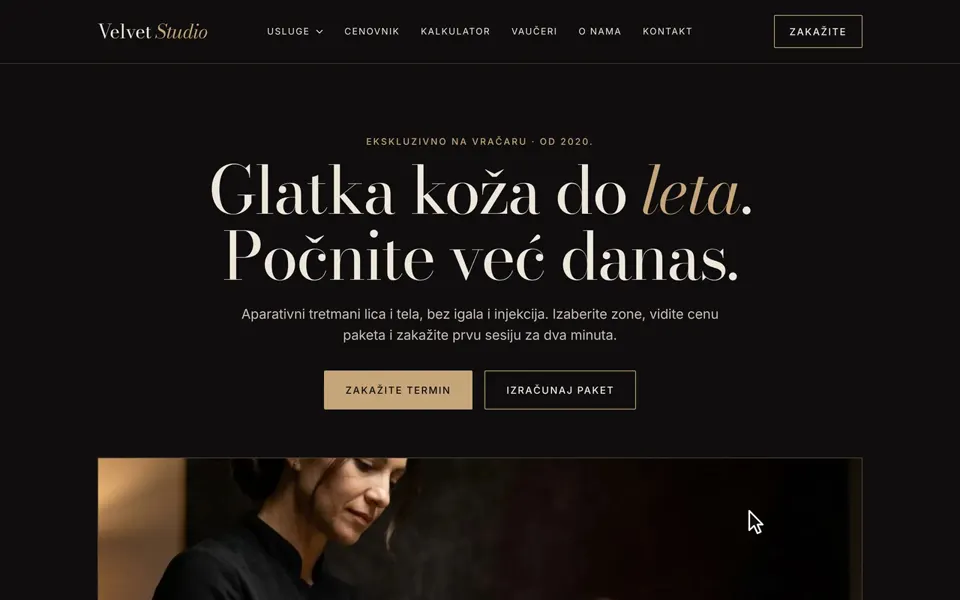 Velvet Studio
USLUGE
CENOVNIK
KALKULATOR
VAUČERI
O NAMA
KONTAKT
ZAKAŽITE
EKSKLUZIVNO NA VRAČARU · OD 2020.
Glatka koža do leta.
Počnite već danas.
Aparativni tretmani lica i tela, bez igala i injekcija. Izaberite zone, vidite cenu
paketa i zakažite prvu sesiju za dva minuta.
ZAKAŽITE TERMIN
IZRAČUNAJ PAKET